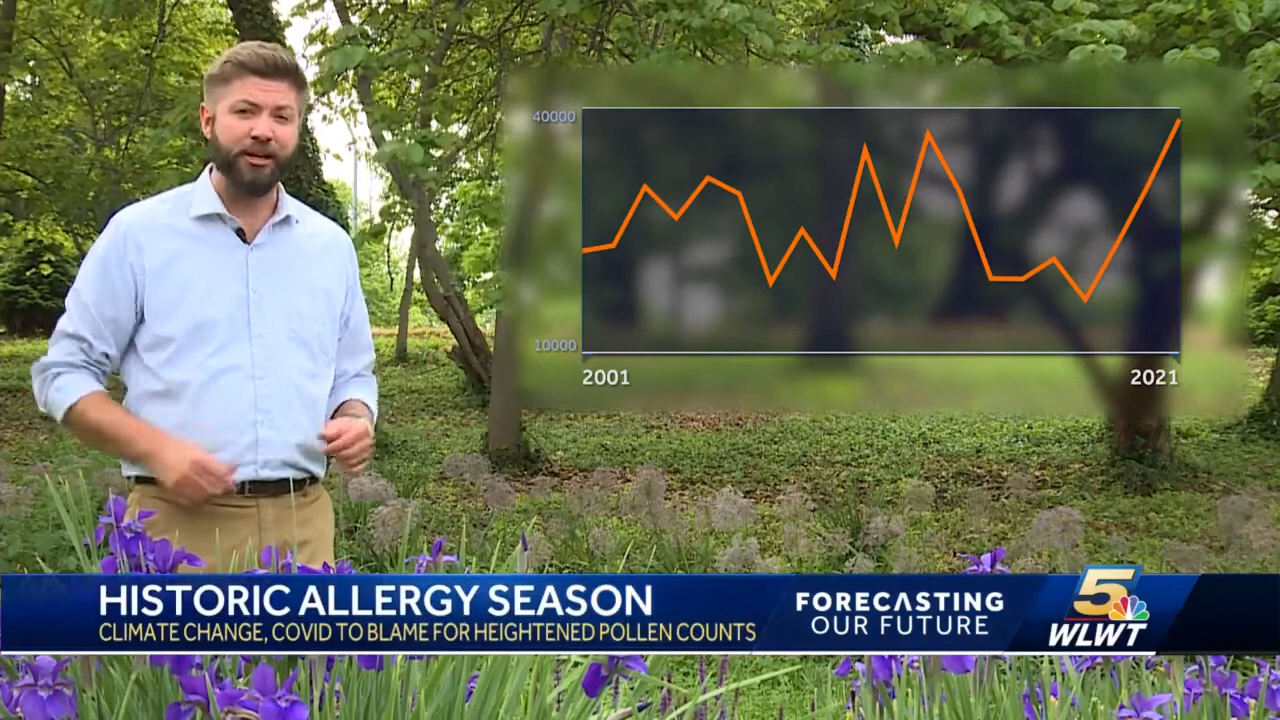 40000
10000
2001
2021
HISTORIC ALLERGY SEASON
CLIMATE CHANGE, COVID TO BLAME FOR HEIGHTENED POLLEN COUNTS
FORECASTING
OUR FUTURE
5
WLWT